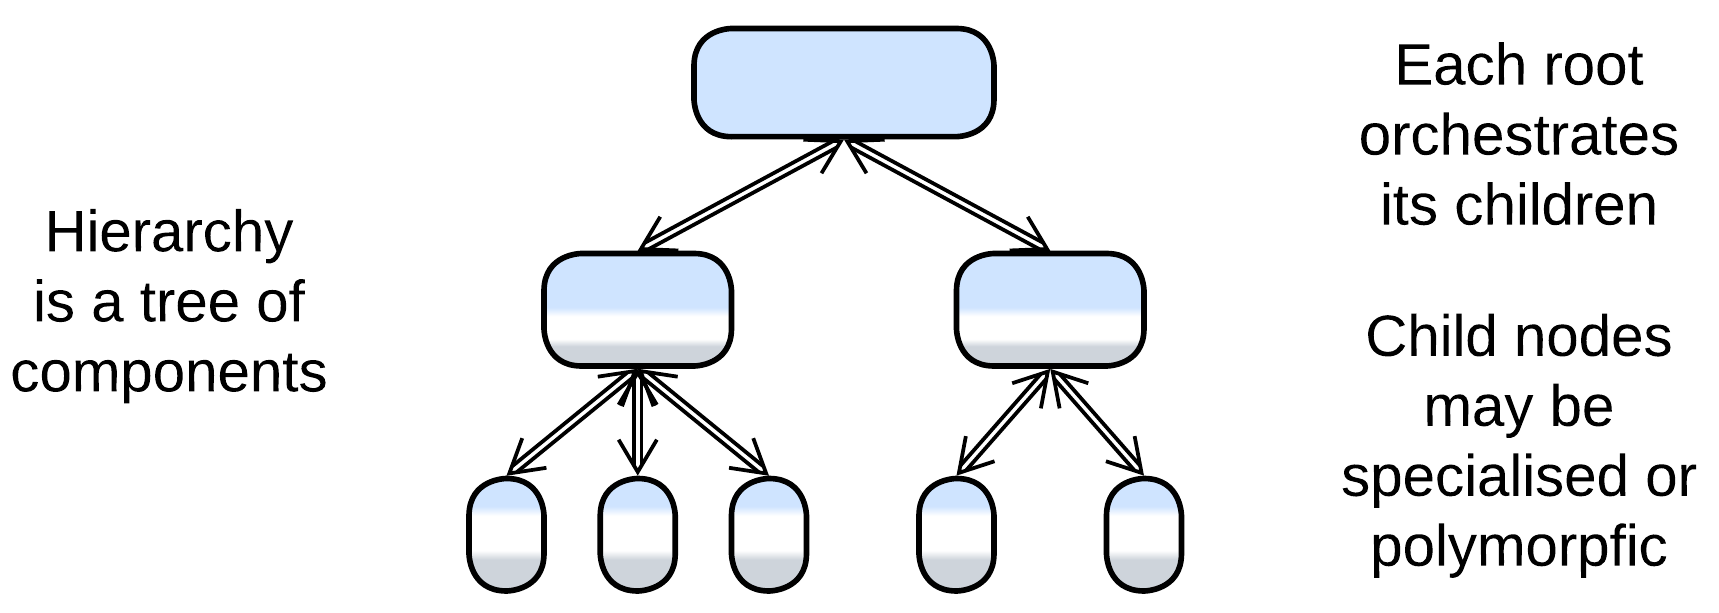 Hierarchy
is a tree of
components
Each root
orchestrates
its children
Child nodes
may be
specialised or
polymorpfic